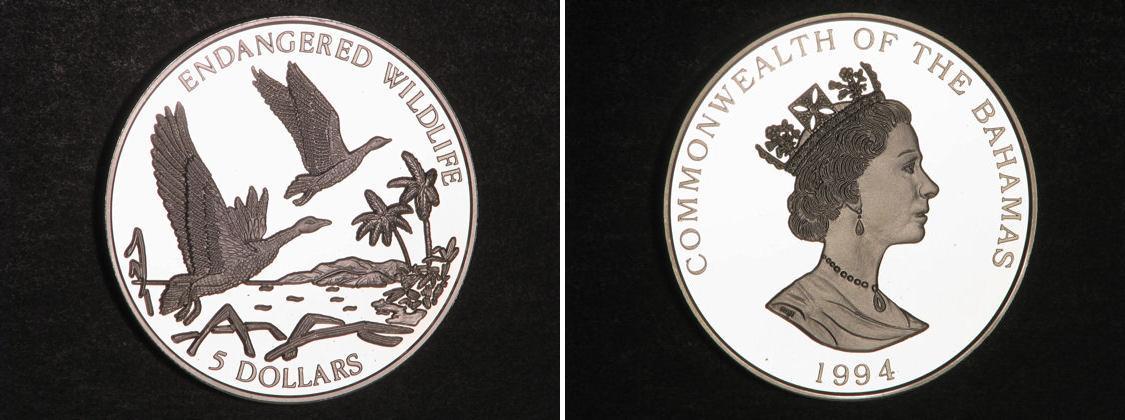 ENDANGERED WILDLIFE
5 DOLLARS
COMMONWEALTH OF THE BAHAMAS
1994